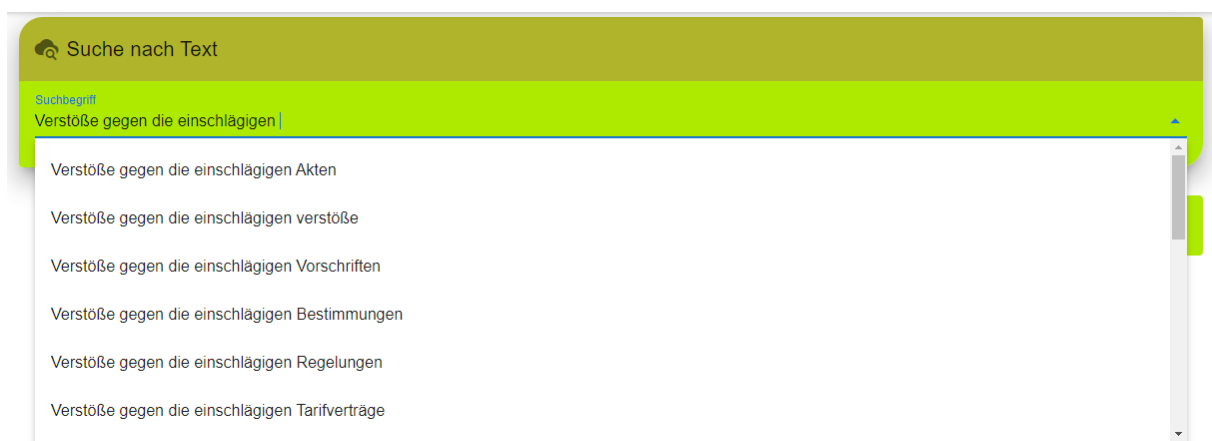 Suche nach Text
Suchbegriff
Verstöße gegen die einschlägigen
Verstöße gegen die einschlägigen Akten
Verstöße gegen die einschlägigen verstöße
Verstöße gegen die einschlägigen Vorschriften
Verstöße gegen die einschlägigen Bestimmungen
Verstöße gegen die einschlägigen Regelungen
Verstöße gegen die einschlägigen Tarifverträge